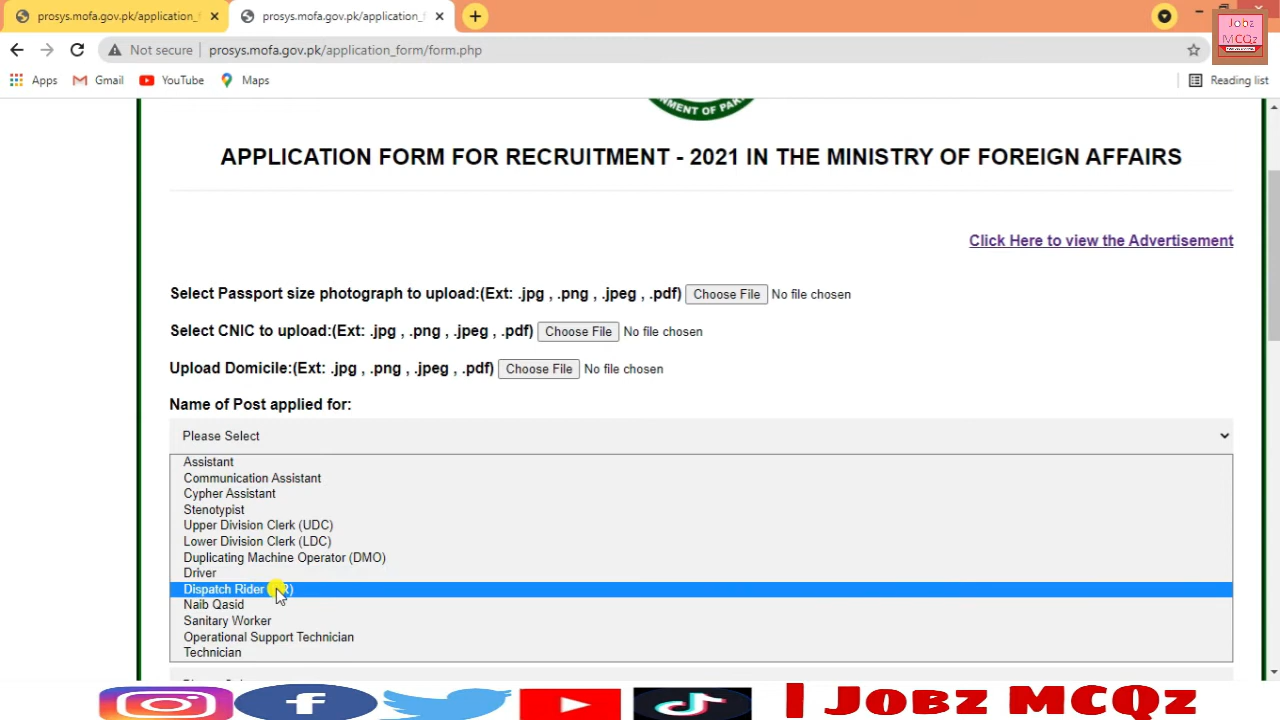 prosys.mofa.gov.pk/application_f
prosys.mofa.gov.pk/application_f
Jobz
MCQz
Not secure
prosys.mofa.gov.pk/application_form/form.php
Apps
Gmail
YouTube
Maps
Reading list
APPLICATION FORM FOR RECRUITMENT - 2021 IN THE MINISTRY OF FOREIGN AFFAIRS
Click Here to view the Advertisement
Select Passport size photograph to upload:(Ext: .jpg , .png , .jpeg , .pdf) Choose File No file chosen
Select CNIC to upload:(Ext: .jpg , .png , .jpeg , .pdf) Choose File No file chosen
Upload Domicile:(Ext: .jpg , .png , .jpeg , .pdf) Choose File No file chosen
Name of Post applied for:
Please Select
Assistant
Communication Assistant
Cypher Assistant
Stenotypist
Upper Division Clerk (UDC)
Lower Division Clerk (LDC)
Duplicating Machine Operator (DMO)
Driver
Dispatch Rider
Naib Qasid
Sanitary Worker
Operational Support Technician
Technician
| Jobz MCQz